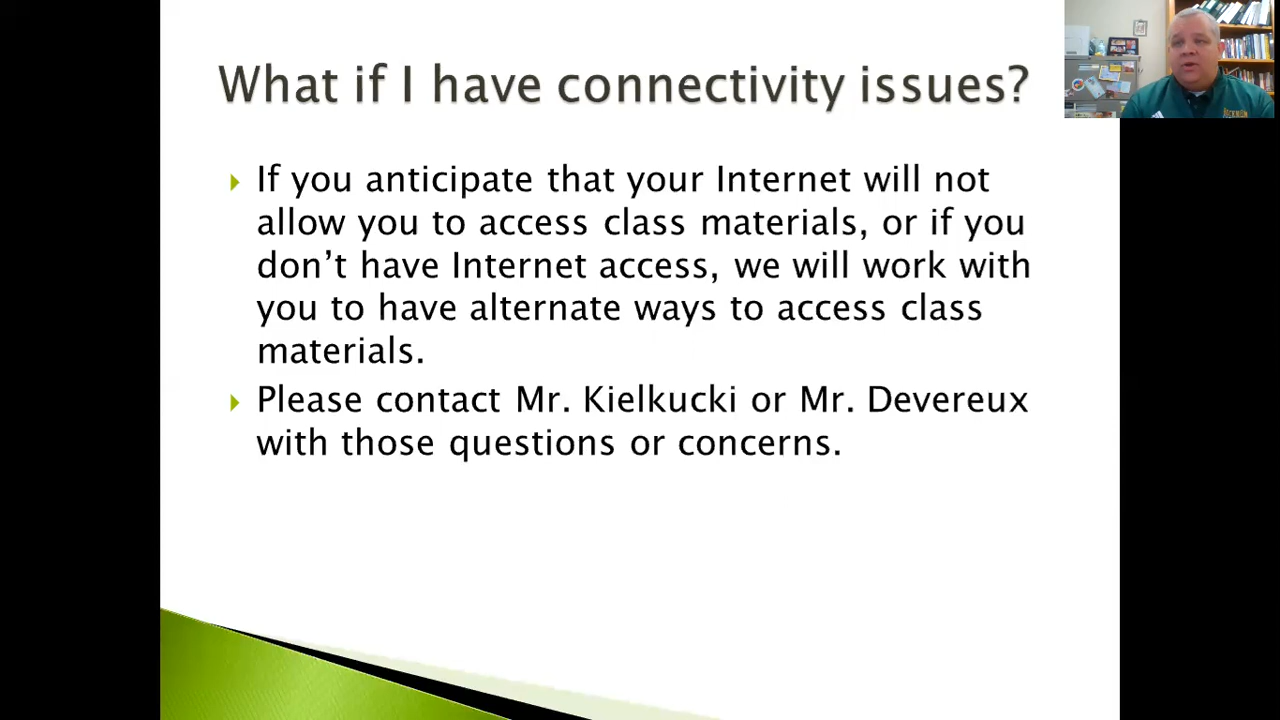 What if I have connectivity issues?
If you anticipate that your Internet will not
allow you to access class materials, or if you
don’t have Internet access, we will work with
you to have alternate ways to access class
materials.
Please contact Mr. Kielkucki or Mr. Devereux
with those questions or concerns.